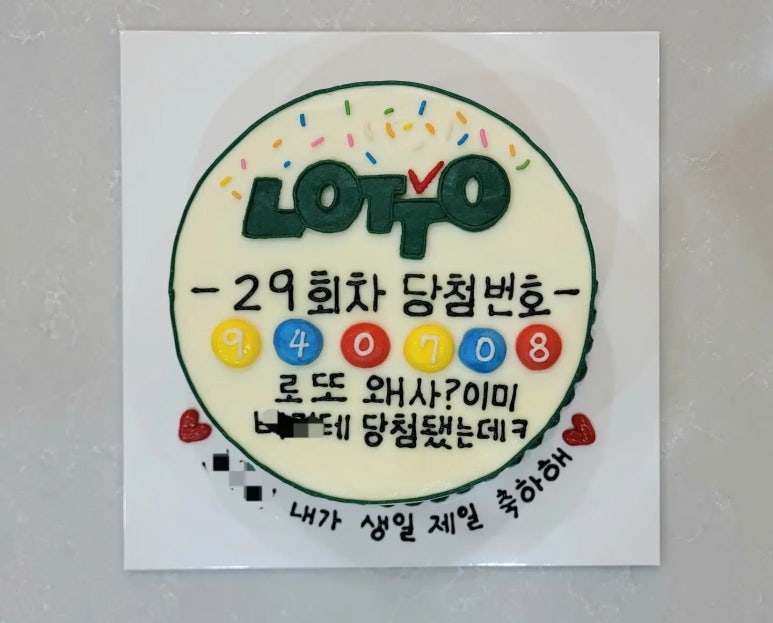 LOTTO
-29회차 당첨번호-
9 4 0 7 0 8
로또 왜사?이미
테 당첨됐는데ㅋ
내가 생일 제일 축하해